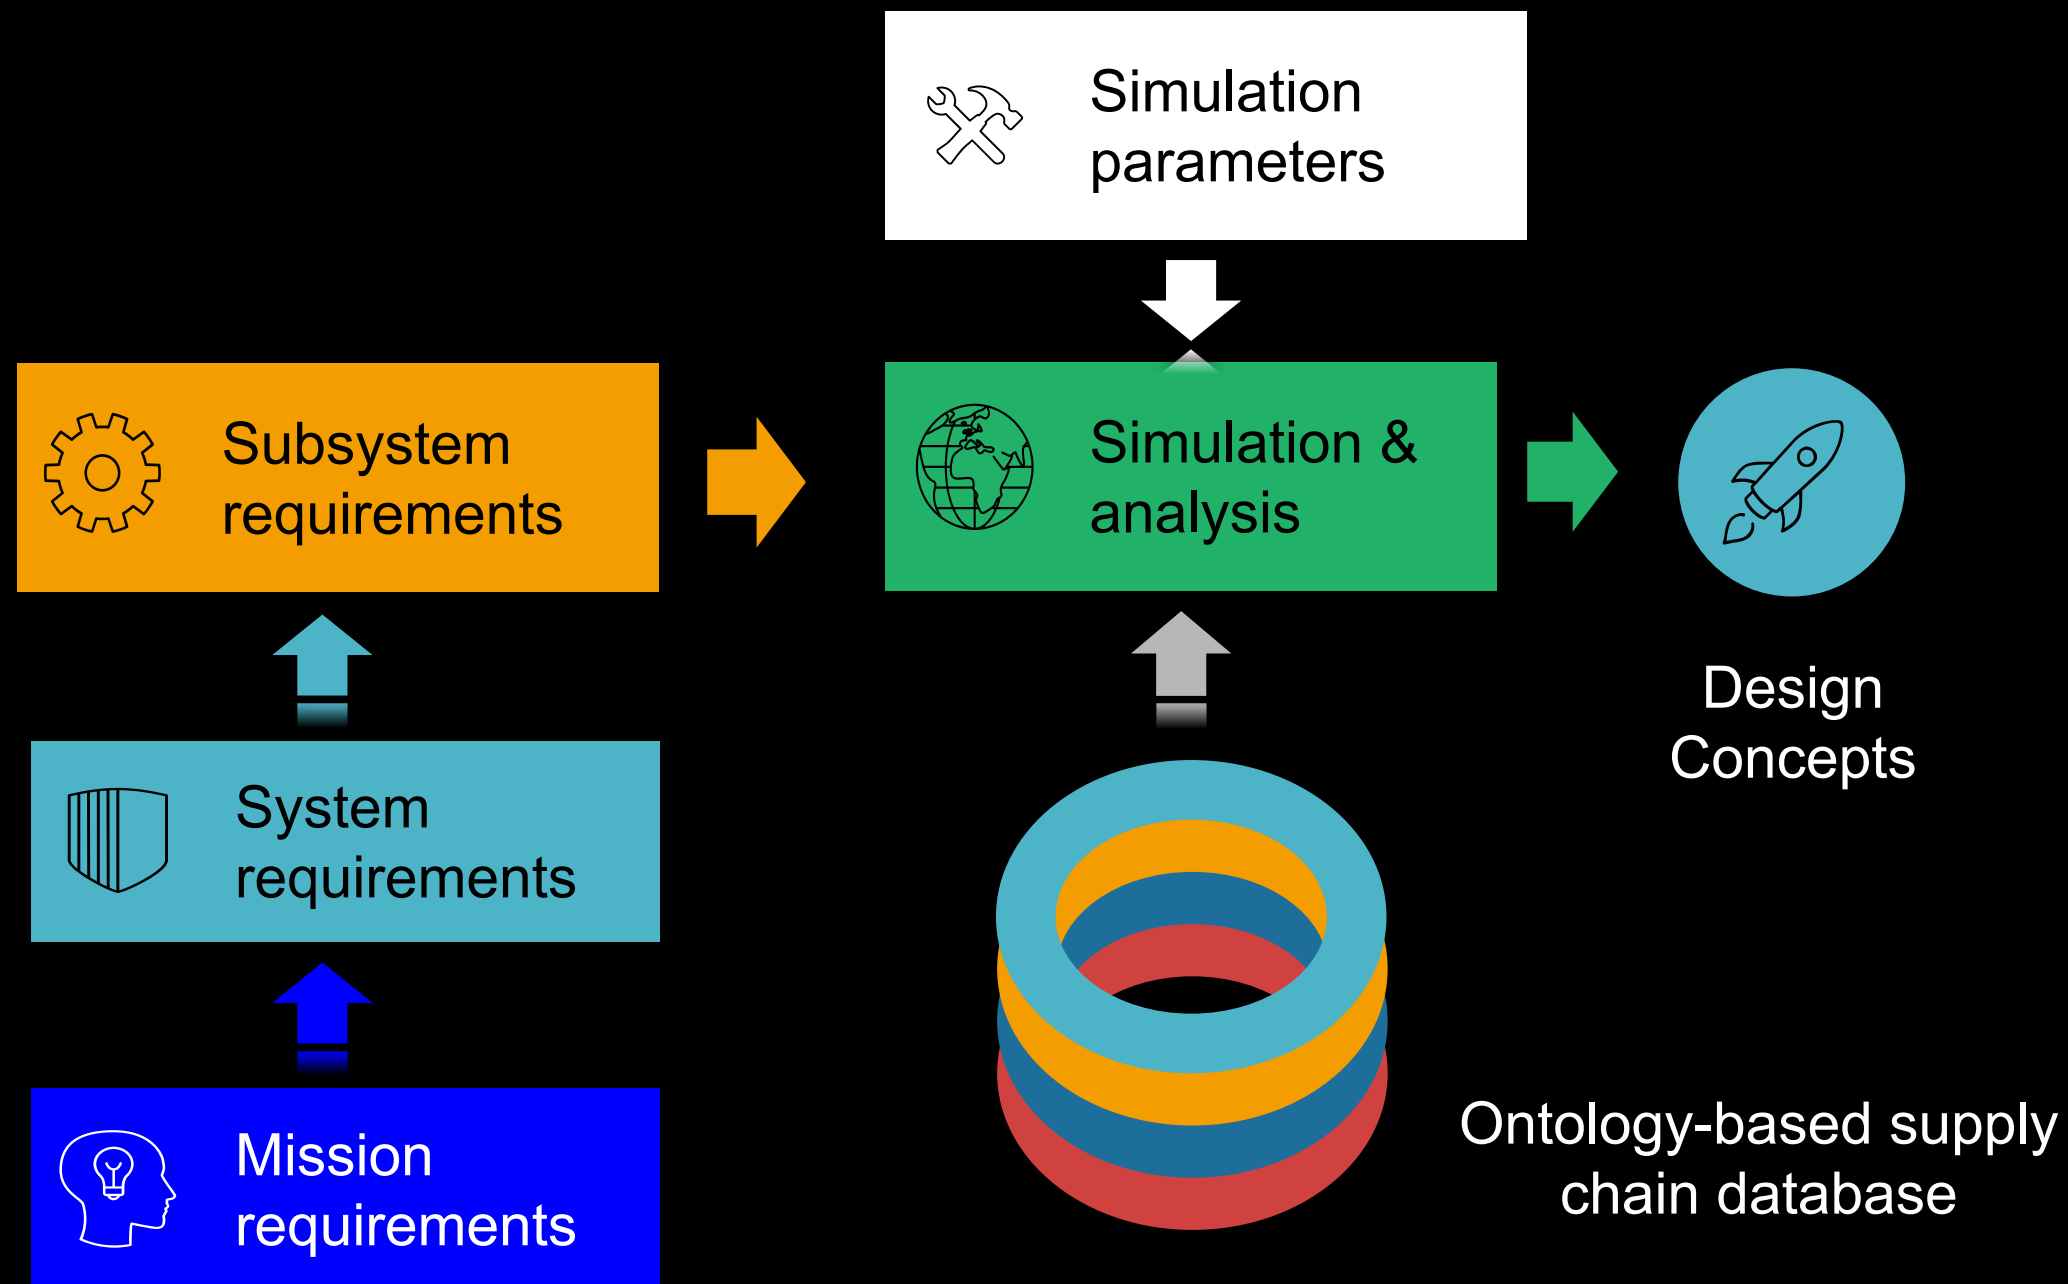 Simulation
parameters
Subsystem
requirements
Simulation &
analysis
Design
Concepts
System
requirements
Ontology-based supply
chain database
Mission
requirements